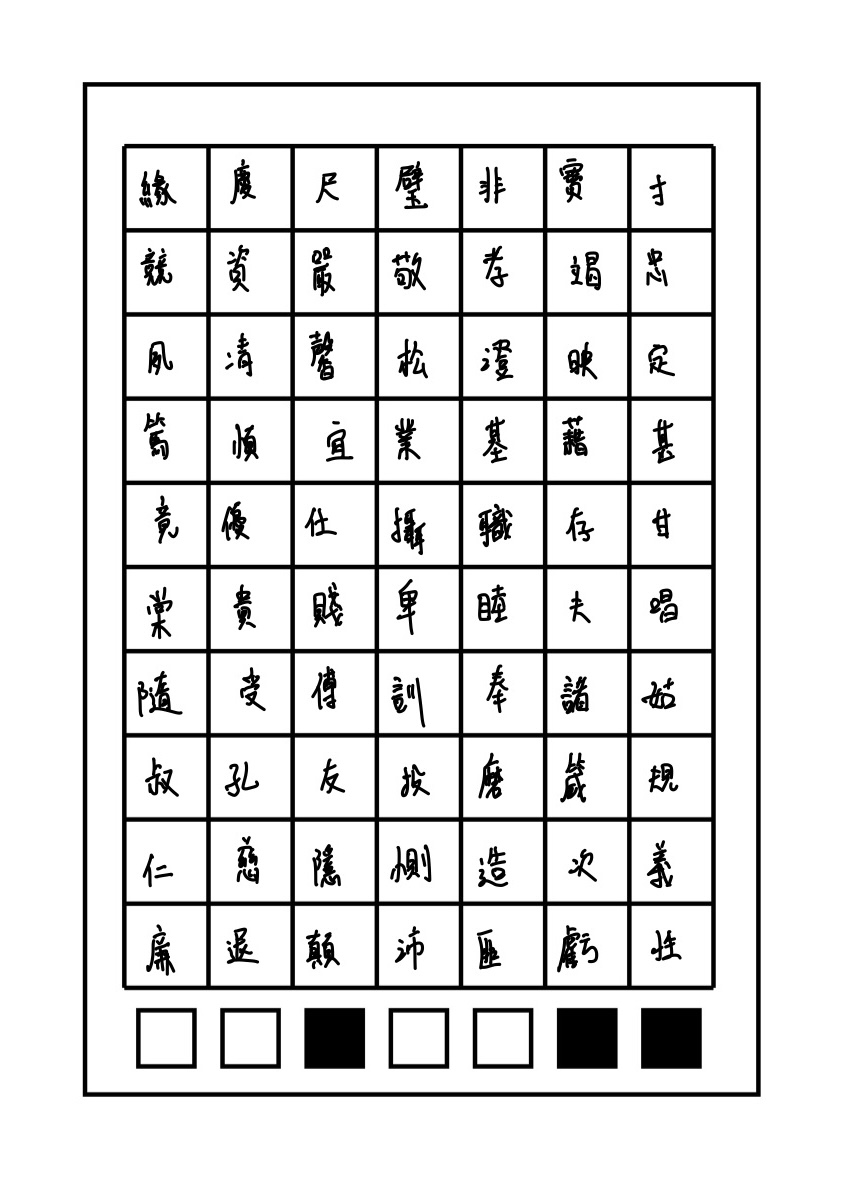 緣慶尺璧非寶寸
競資嚴敬孝竭忠
夙清馨松澄映定
篤愼宜業基藉甚
竟優仕攝職存甘
棠貴賤卑睦夫唱
隨受傅訓奉諸姑
叔孔友投磨箴規
仁慈隱惻造次義
廉退顛沛匪虧性